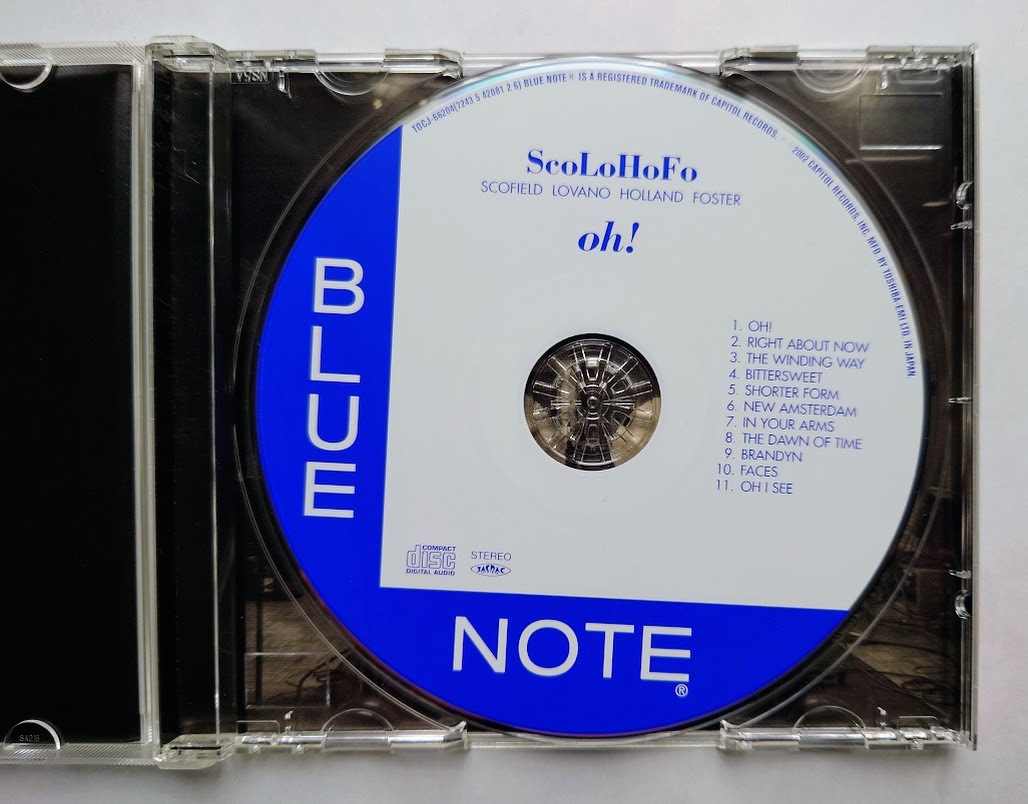 TOCJ-66204(7243 5 42081 2 6) BLUE NOTE® IS A REGISTERED TRADEMARK OF CAPITOL RECORDS. ℗©2002 CAPITOL RECORDS, INC. MFD. BY TOSHIBA-EMI LTD. IN JAPAN
ScoLoHoFo
SCOFIELD LOVANO HOLLAND FOSTER
oh!
BLUE
1. OH!
2. RIGHT ABOUT NOW
3. THE WINDING WAY
4. BITTERSWEET
5. SHORTER FORM
6. NEW AMSTERDAM
7. IN YOUR ARMS
8. THE DAWN OF TIME
9. BRANDYN
10. FACES
11. OH I SEE
COMPACT
disc
DIGITAL AUDIO
STEREO
JASRAC
NOTE®